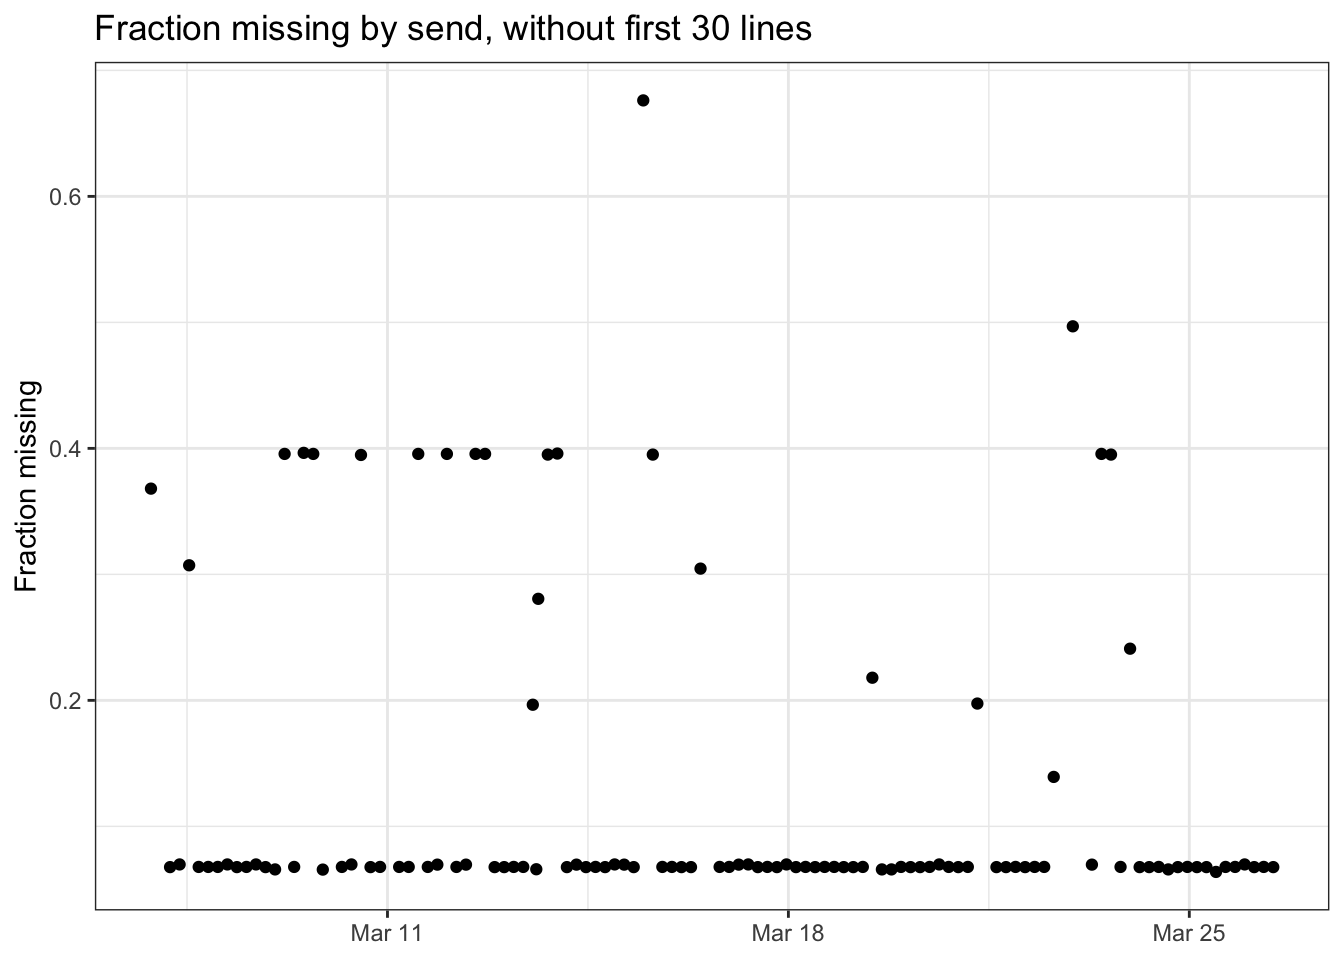 Fraction missing by send, without first 30 lines
Fraction missing
0.6
0.4
0.2
Mar 11
Mar 18
Mar 25